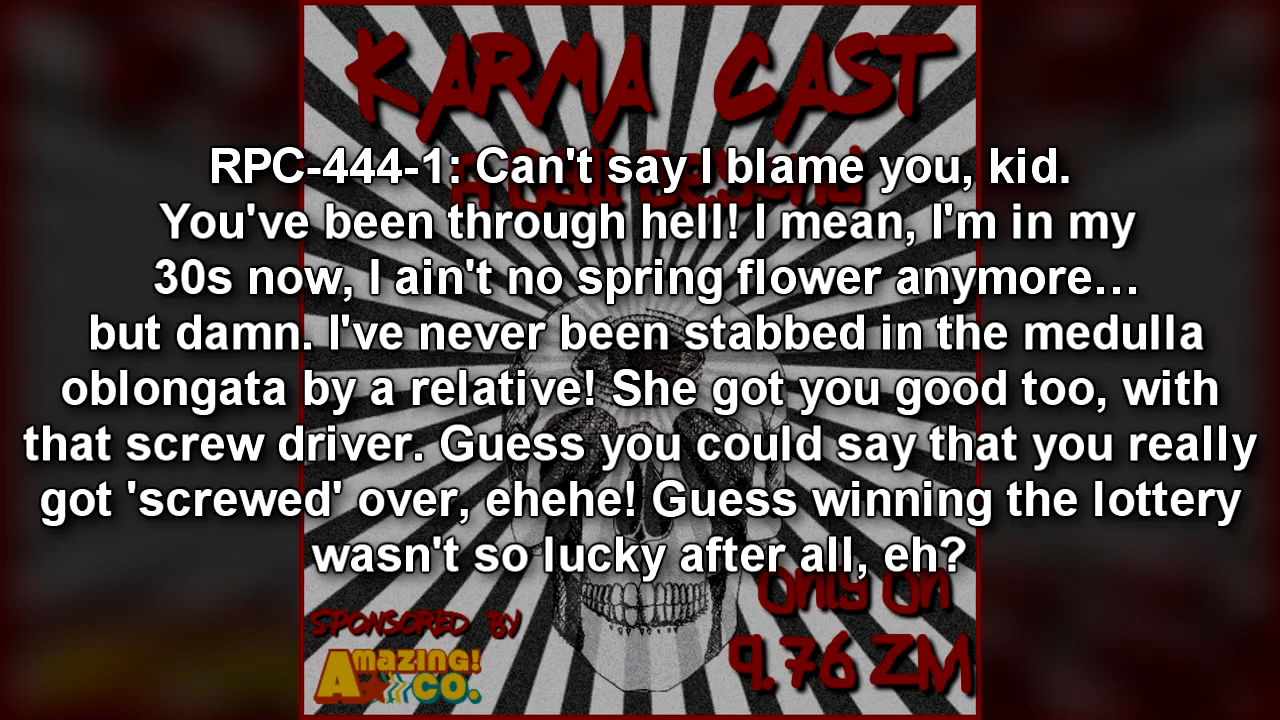 KARMA CAST
RPC-444-1: Can't say I blame you, kid.
You've been through hell! I mean, I'm in my
30s now, I ain't no spring flower anymore…
but damn. I've never been stabbed in the medulla
oblongata by a relative! She got you good too, with
that screw driver. Guess you could say that you really
got 'screwed' over, ehehe! Guess winning the lottery
wasn't so lucky after all, eh?
Only On
9.76 ZM
SPONSORED BY
Amazing!
CO.